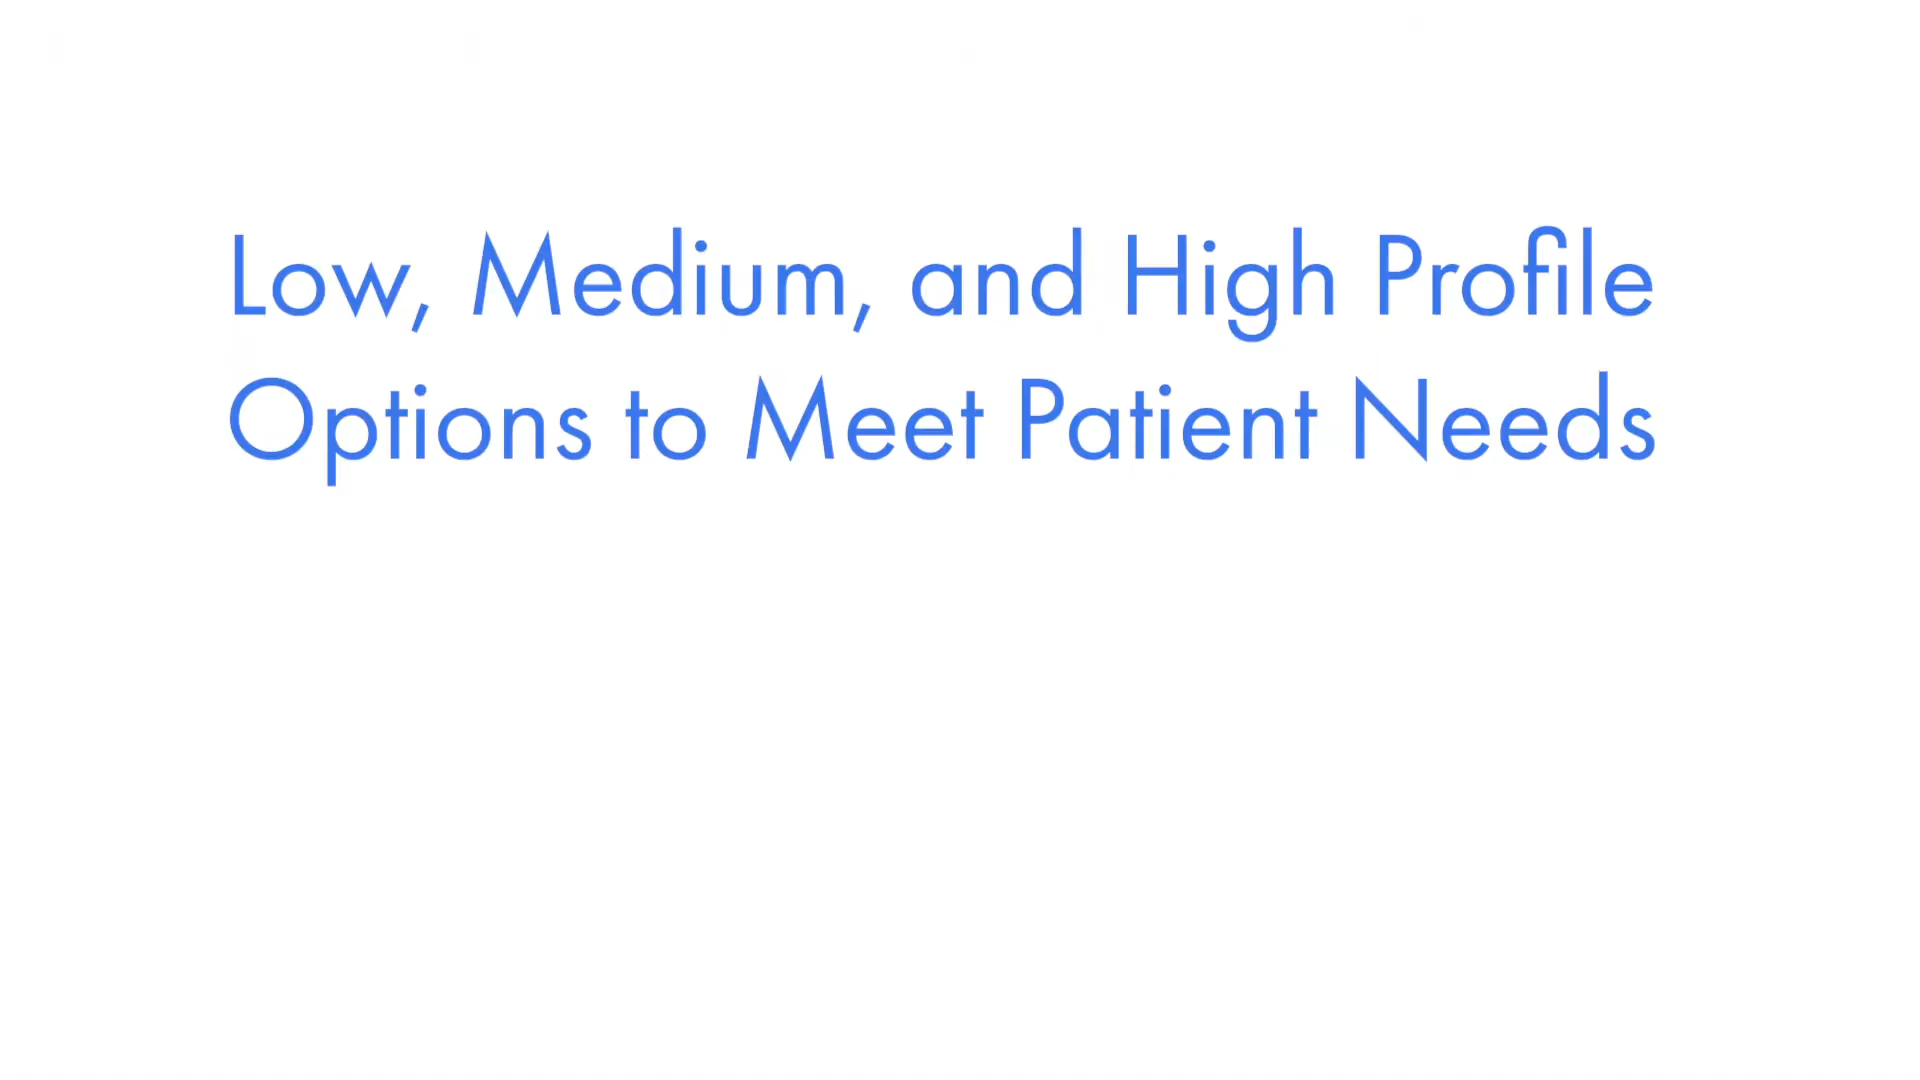 Low, Medium, and High Profile
Options to Meet Patient Needs